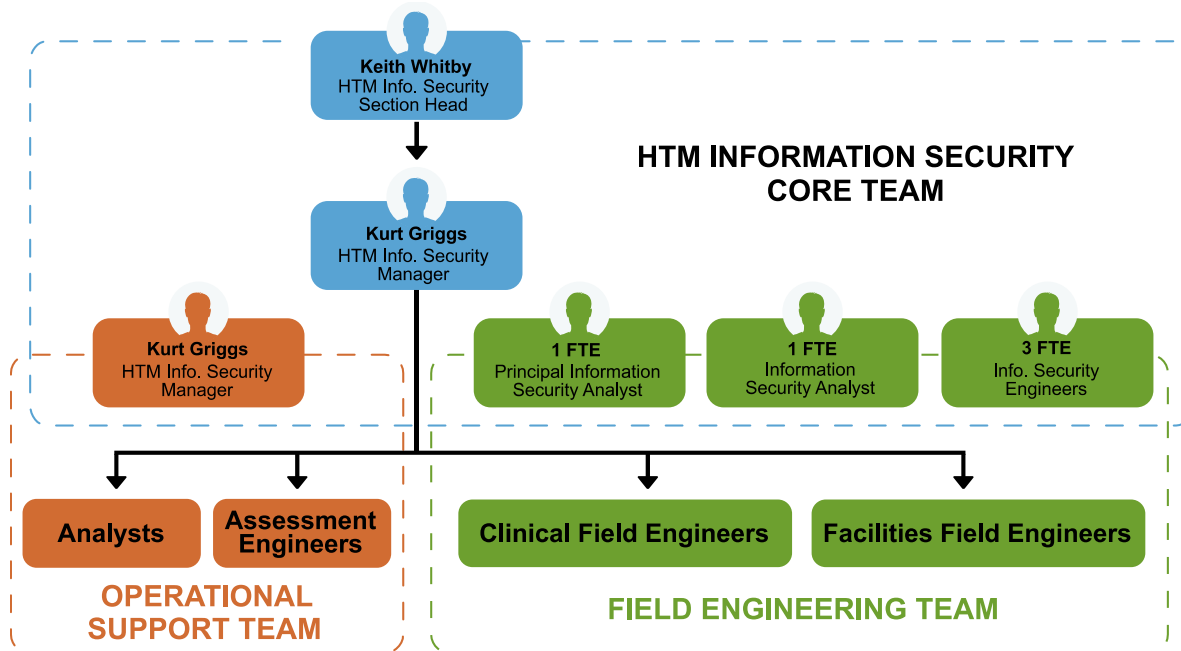 Keith Whitby
HTM Info. Security
Section Head
HTM INFORMATION SECURITY
CORE TEAM
Kurt Griggs
HTM Info. Security
Manager
Kurt Griggs
HTM Info. Security
Manager
1 FTE
Principal Information
Security Analyst
1 FTE
Information
Security Analyst
3 FTE
Info. Security
Engineers
Analysts
Assessment
Engineers
Clinical Field Engineers
Facilities Field Engineers
OPERATIONAL
SUPPORT TEAM
FIELD ENGINEERING TEAM